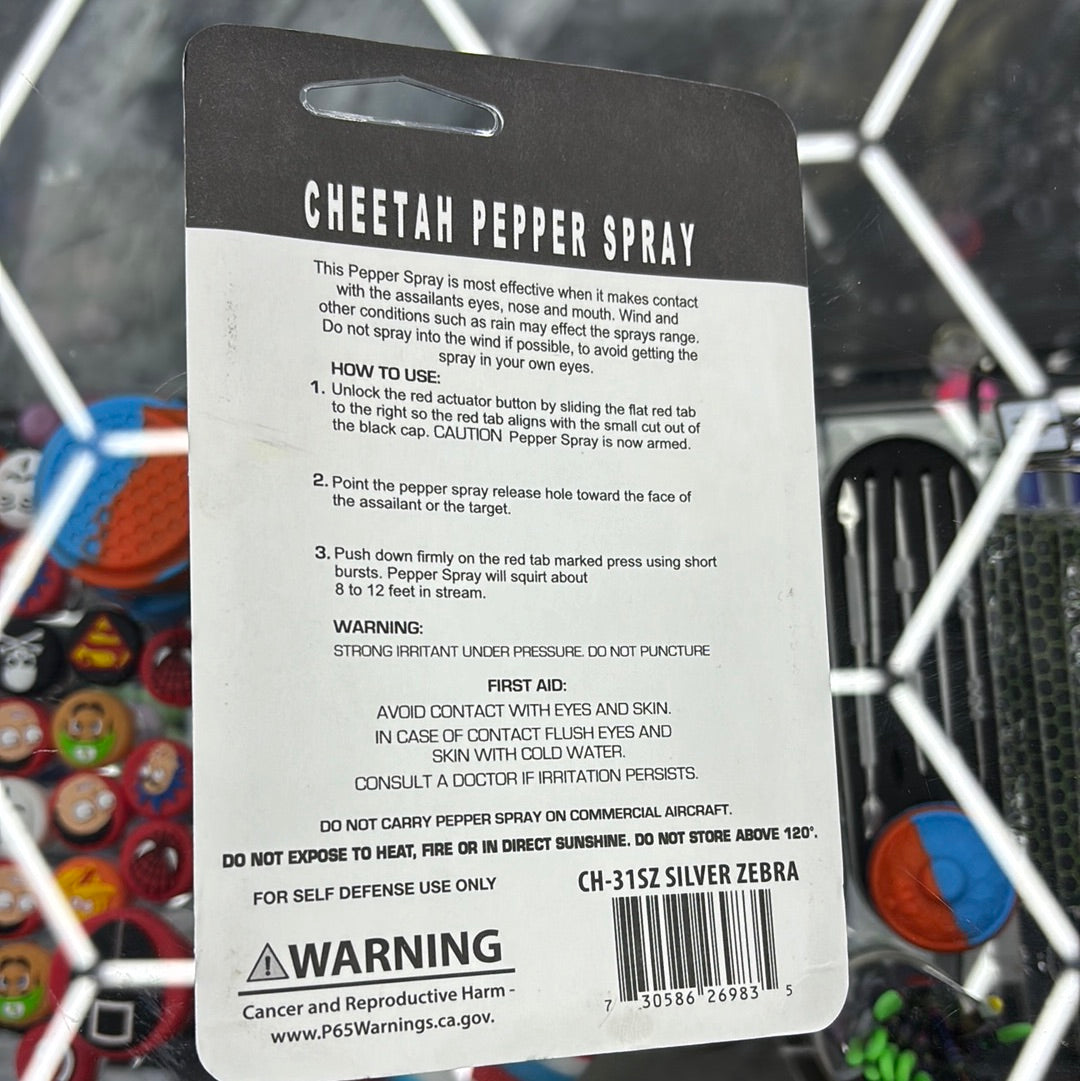 CHEETAH PEPPER SPRAY
This Pepper Spray is most effective when it makes contact
with the assailants eyes, nose and mouth. Wind and
other conditions such as rain may effect the sprays range.
Do not spray into the wind if possible, to avoid getting the
spray in your own eyes.
HOW TO USE:
1. Unlock the red actuator button by sliding the flat red tab
to the right so the red tab aligns with the small cut out of
the black cap. CAUTION Pepper Spray is now armed.
2. Point the pepper spray release hole toward the face of
the assailant or the target.
3. Push down firmly on the red tab marked press using short
bursts. Pepper Spray will squirt about
8 to 12 feet in stream.
WARNING:
STRONG IRRITANT UNDER PRESSURE. DO NOT PUNCTURE
FIRST AID:
AVOID CONTACT WITH EYES AND SKIN.
IN CASE OF CONTACT FLUSH EYES AND
SKIN WITH COLD WATER.
CONSULT A DOCTOR IF IRRITATION PERSISTS.
DO NOT CARRY PEPPER SPRAY ON COMMERCIAL AIRCRAFT.
DO NOT EXPOSE TO HEAT, FIRE OR IN DIRECT SUNSHINE. DO NOT STORE ABOVE 120°.
FOR SELF DEFENSE USE ONLY
CH-31SZ SILVER ZEBRA
WARNING
Cancer and Reproductive Harm -
www.P65Warnings.ca.gov.
7 30586 26983 5